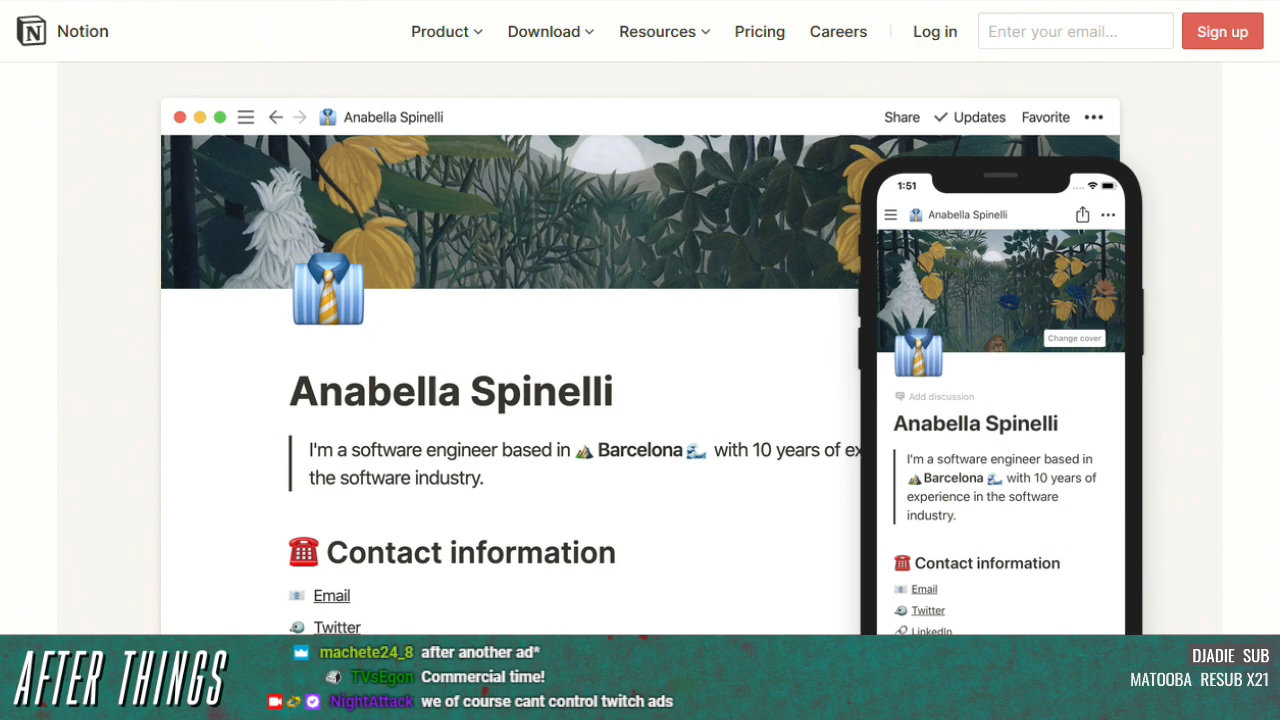 Notion
Product
Download
Resources
Pricing
Careers
Log in
Enter your email...
Sign up
Anabella Spinelli
Share
Updates
Favorite
Anabella Spinelli
I'm a software engineer based in Barcelona with 10 years of ex
the software industry.
Contact information
Email
Twitter
1:51
Anabella Spinelli
Change cover
Add discussion
Anabella Spinelli
I'm a software engineer based in
Barcelona with 10 years of
experience in the software
industry.
Contact information
Email
Twitter
LinkedIn
AFTER THINGS
machete24_8 after another ad*
TVsEgon Commercial time!
NightAttack we of course cant control twitch ads
DJADIE SUB
MATOOBA RESUB X21